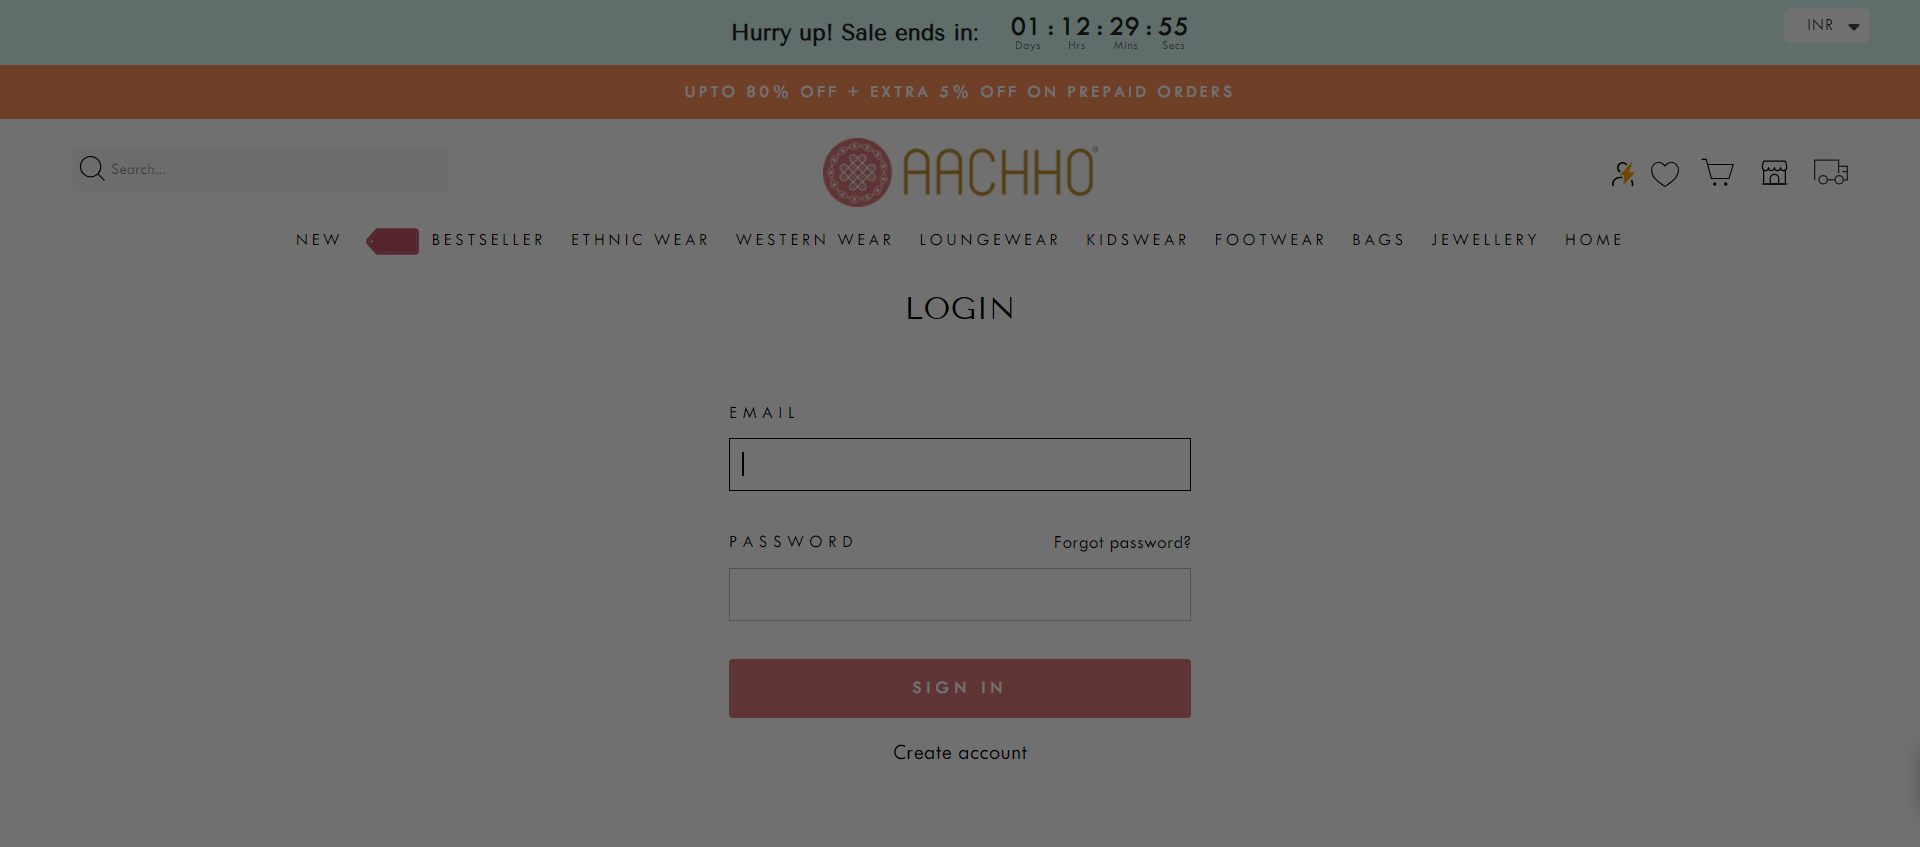 Hurry up! Sale ends in: 01 : 12 : 29 : 55
Days Hrs Mins Secs
INR
UPTO 80% OFF + EXTRA 5% OFF ON PREPAID ORDERS
Search...
AACHHO®
NEW BESTSELLER ETHNIC WEAR WESTERN WEAR LOUNGEWEAR KIDSWEAR FOOTWEAR BAGS JEWELLERY HOME
LOGIN
EMAIL
PASSWORD Forgot password?
SIGN IN
Create account